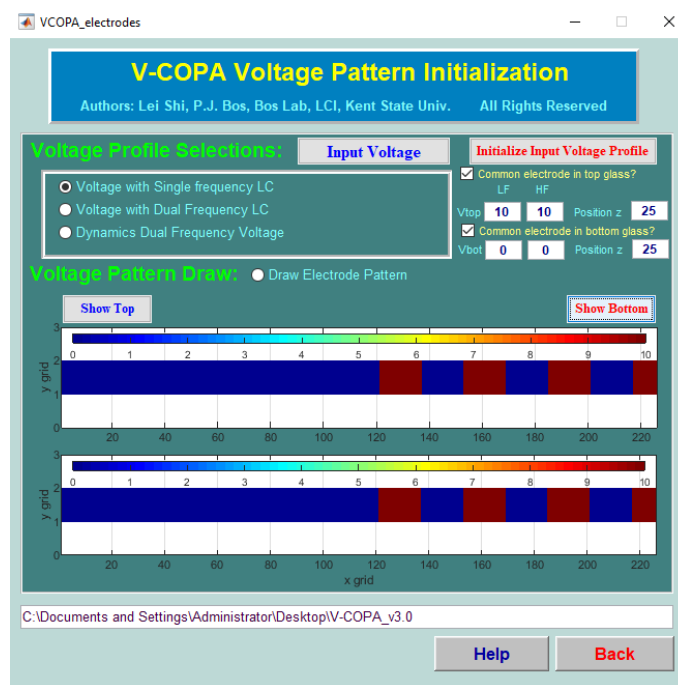 VCOPA_electrodes
V-COPA Voltage Pattern Initialization
Authors: Lei Shi, P.J. Bos, Bos Lab, LCI, Kent State Univ. All Rights Reserved
Voltage Profile Selections:
Input Voltage
Initialize Input Voltage Profile
Voltage with Single frequency LC
Voltage with Dual Frequency LC
Dynamics Dual Frequency Voltage
Common electrode in top glass?
LF HF
Vtop 10 10 Position z 25
Common electrode in bottom glass?
Vbot 0 0 Position z 25
Voltage Pattern Draw:
Draw Electrode Pattern
Show Top
Show Bottom
3
0 1 2 3 4 5 6 7 8 9 10
2
y grid
1
0
20 40 60 80 100 120 140 160 180 200 220
3
0 1 2 3 4 5 6 7 8 9 10
2
y grid
1
0
20 40 60 80 100 120 140 160 180 200 220
x grid
C:\Documents and Settings\Administrator\Desktop\V-COPA_v3.0
Help
Back